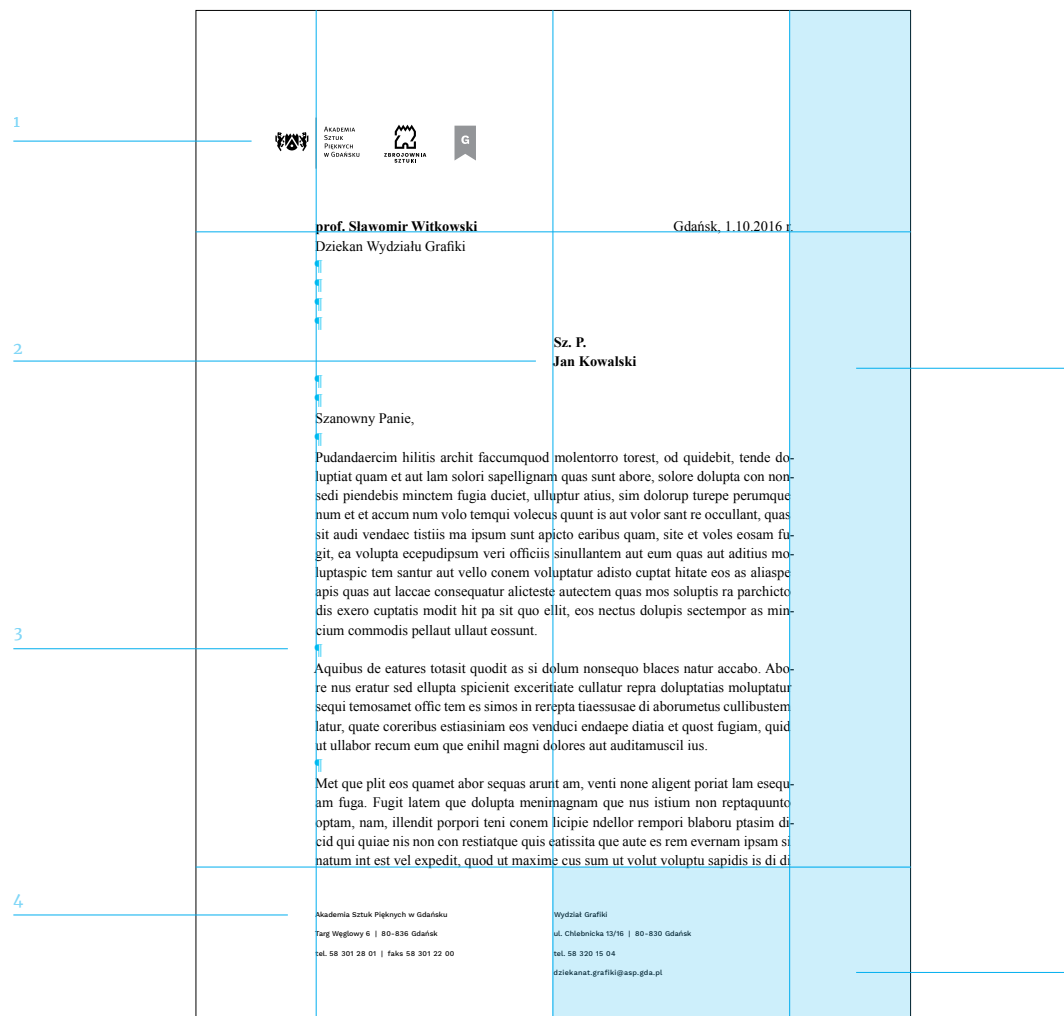 1
Akademia
Sztuk
Pięknych
w Gdańsku
ZBROJOWNIA
SZTUKI
G
prof. Sławomir Witkowski
Gdańsk, 1.10.2016 r.
Dziekan Wydziału Grafiki
¶
¶
¶
¶
Sz. P.
2
Jan Kowalski
¶
¶
Szanowny Panie,
¶
Pudandaercim hilitis archit faccumquod molentorro torest, od quidebit, tende do-
luptiat quam et aut lam solori sapellignam quas sunt abore, solore dolupta con non-
sedi piendebis minctem fugia duciet, ulluptur atius, sim dolorup turepe perumque
num et et accum num volo temqui volecus quunt is aut volor sant re occullant, quas
sit audi vendaec tistiis ma ipsum sunt apicto earibus quam, site et voles eosam fu-
git, ea volupta ecepudipsum veri officiis sinullantem aut eum quas aut aditius mo-
luptaspic tem santur aut vello conem voluptatur adisto cuptat hitate eos as aliaspe
apis quas aut laccae consequatur alicteste autectem quas mos soluptis ra parchicto
dis exero cuptatis modit hit pa sit quo ellit, eos nectus dolupis sectempor as min-
cium commodis pellaut ullaut eossunt.
3
¶
Aquibus de eatures totasit quodit as si dolum nonsequo blaces natur accabo. Abo-
re nus eratur sed ellupta spicienit exceritiate cullatur repra doluptatias moluptatur
sequi temosamet offic tem es simos in rerepta tiaessusae di aborumetus cullibustem
latur, quate coreribus estiasiniam eos venduci endaepe diatia et quost fugiam, quid
ut ullabor recum eum que enihil magni dolores aut auditamuscil ius.
¶
Met que plit eos quamet abor sequas arunt am, venti none aligent poriat lam esequ-
am fuga. Fugit latem que dolupta menimagnam que nus istium non reptaquunto
optam, nam, illendit porpori teni conem licipie ndellor rempori blaboru ptasim di-
cid qui quiae nis non con restiatque quis eatissita que aute es rem evernam ipsam si
natum int est vel expedit, quod ut maxime cus sum ut volut voluptu sapidis is di di
4
Akademia Sztuk Pięknych w Gdańsku
Targ Węglowy 6 | 80-836 Gdańsk
tel. 58 301 28 01 | faks 58 301 22 00
Wydział Grafiki
ul. Chlebnicka 13/16 | 80-830 Gdańsk
tel. 58 320 15 04
dziekanat.grafiki@asp.gda.pl